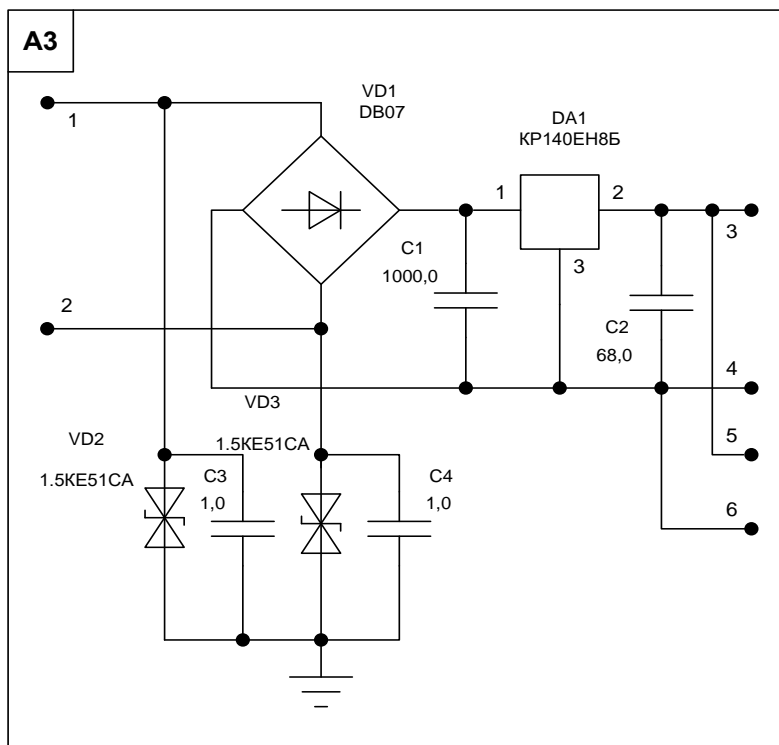 A3
VD1
DB07
DA1
КР140ЕН8Б
1
1
2
3
C1
1000,0
3
2
C2
68,0
4
VD3
5
VD2
1.5KE51CA
1.5KE51CA
C3
1,0
C4
1,0
6